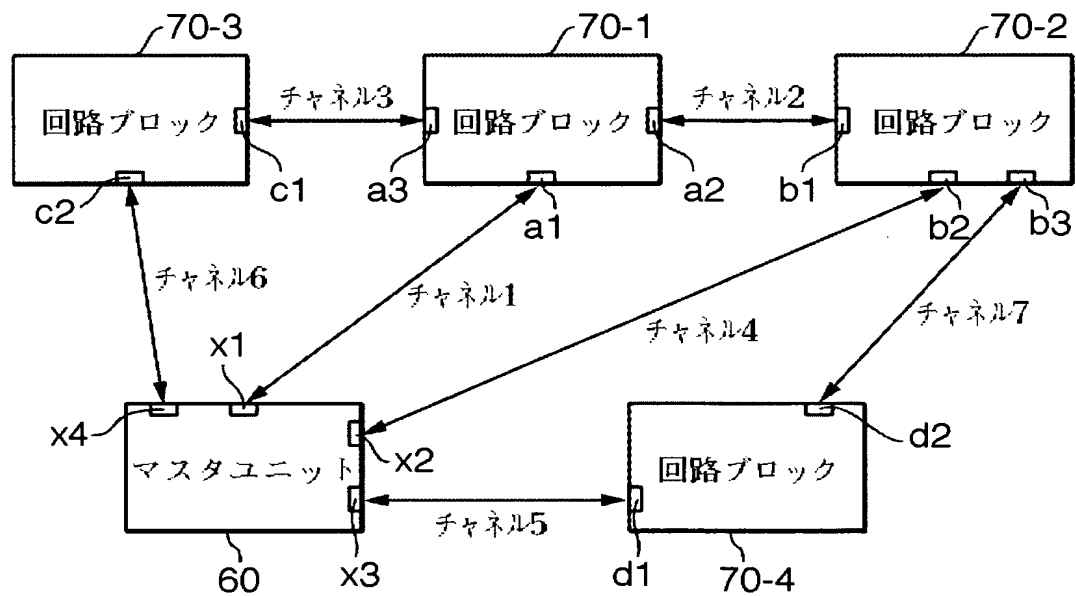 70-3
70-1
70-2
回路ブロック
チャネル3
回路ブロック
チャネル2
回路ブロック
c2
c1
a3
a1
a2
b1
b2
b3
チャネル6
チャネル1
チャネル4
チャネル7
x1
x4
x2
d2
マスタユニット
回路ブロック
チャネル5
60
x3
d1
70-4